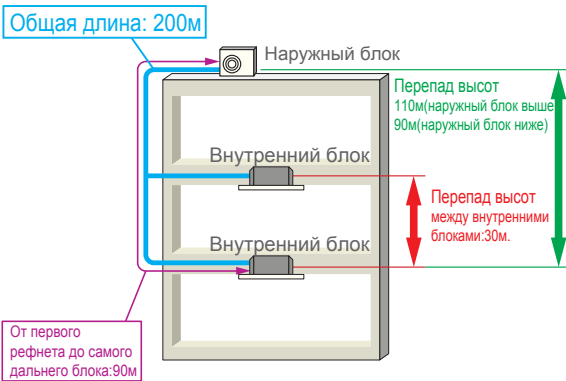 Общая длина: 200м
Наружный блок
Перепад высот
110м(наружный блок выше
90м(наружный блок ниже)
Внутренний блок
Перепад высот
между внутренними
блоками:30м.
Внутренний блок
От первого
рефнета до самого
дальнего блока:90м